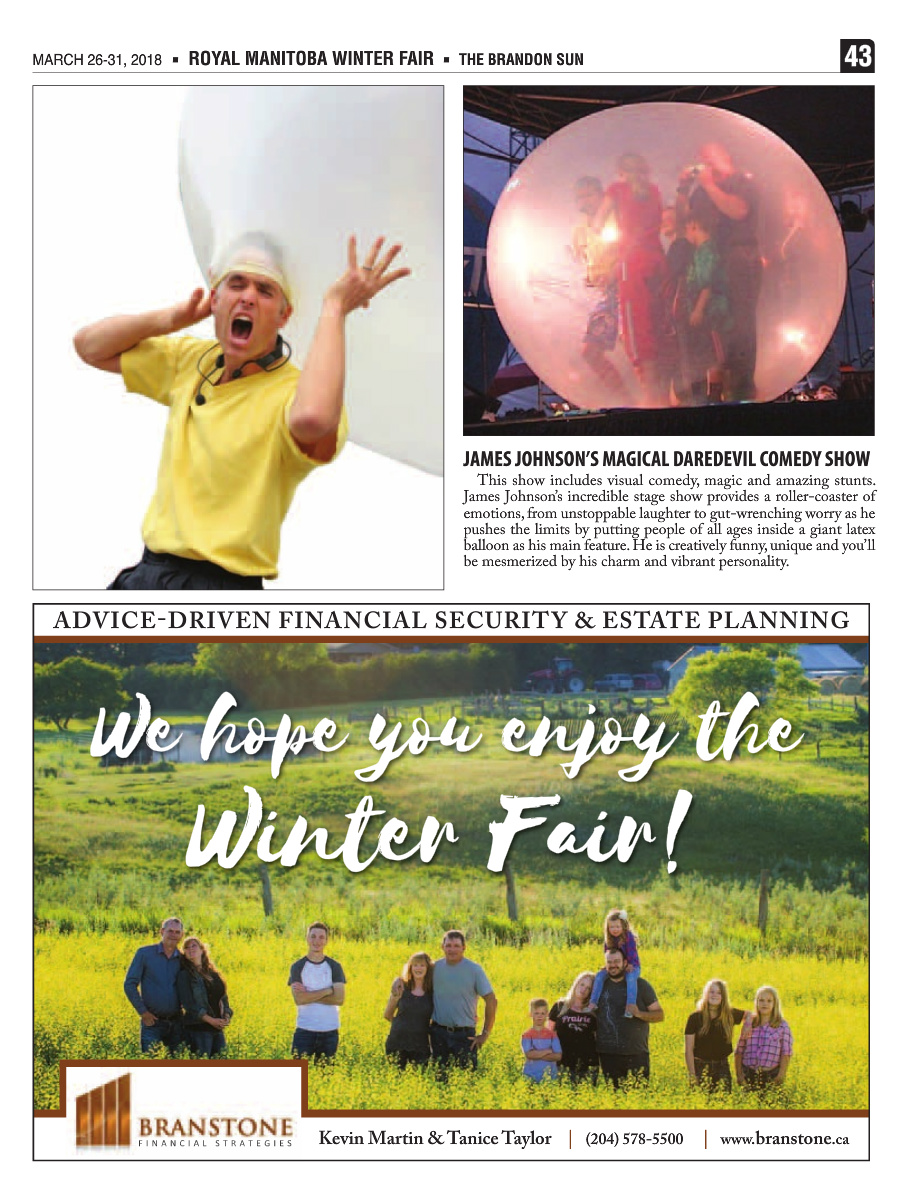 MARCH 26-31, 2018 ▪ ROYAL MANITOBA WINTER FAIR ▪ THE BRANDON SUN 43
JAMES JOHNSON'S MAGICAL DAREDEVIL COMEDY SHOW
This show includes visual comedy, magic and amazing stunts.
James Johnson's incredible stage show provides a roller-coaster of
emotions, from unstoppable laughter to gut-wrenching worry as he
pushes the limits by putting people of all ages inside a giant latex
balloon as his main feature. He is creatively funny, unique and you'll
be mesmerized by his charm and vibrant personality.
ADVICE-DRIVEN FINANCIAL SECURITY & ESTATE PLANNING
We hope you enjoy the
Winter Fair!
Prairie
BRANSTONE
FINANCIAL STRATEGIES
Kevin Martin & Tanice Taylor | (204) 578-5500 | www.branstone.ca